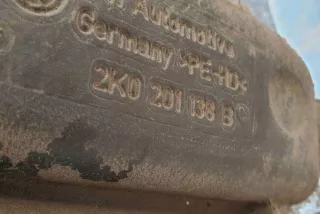 Automotive
Germany >PE-HD<
2K0 201 138 B